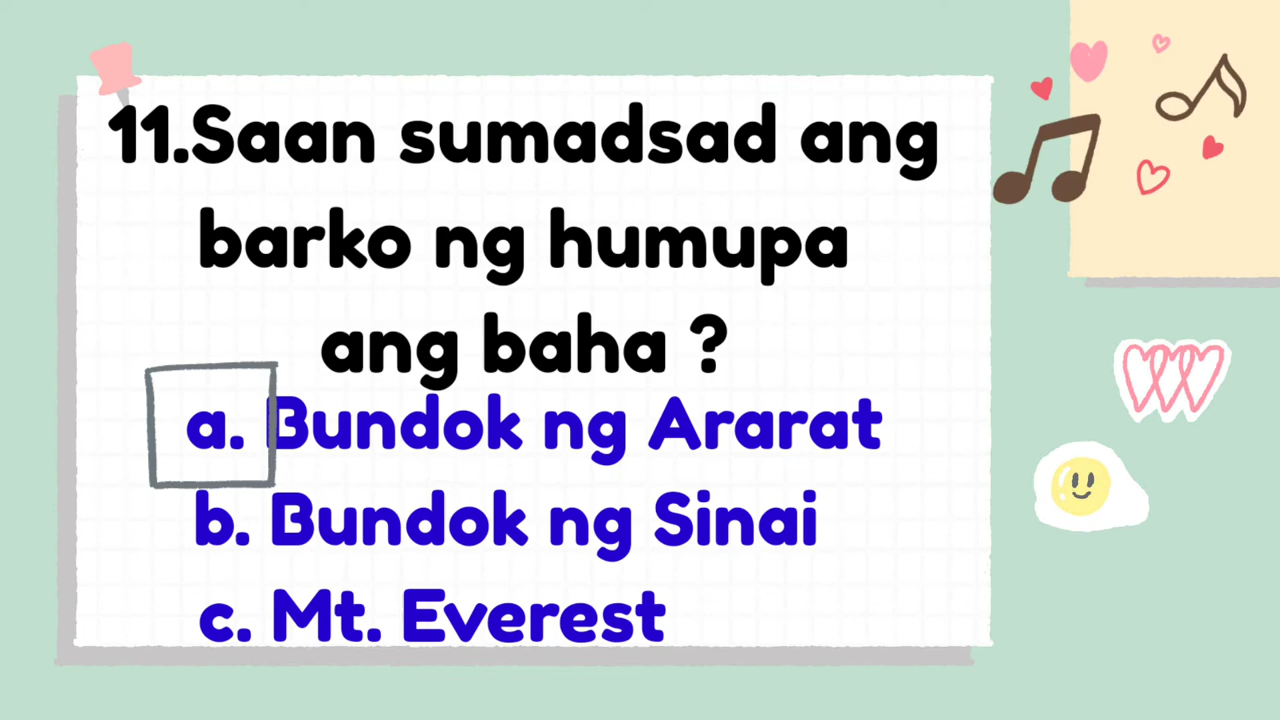 11.Saan sumadsad ang
barko ng humupa
ang baha ?
a. Bundok ng Ararat
b. Bundok ng Sinai
c. Mt. Everest